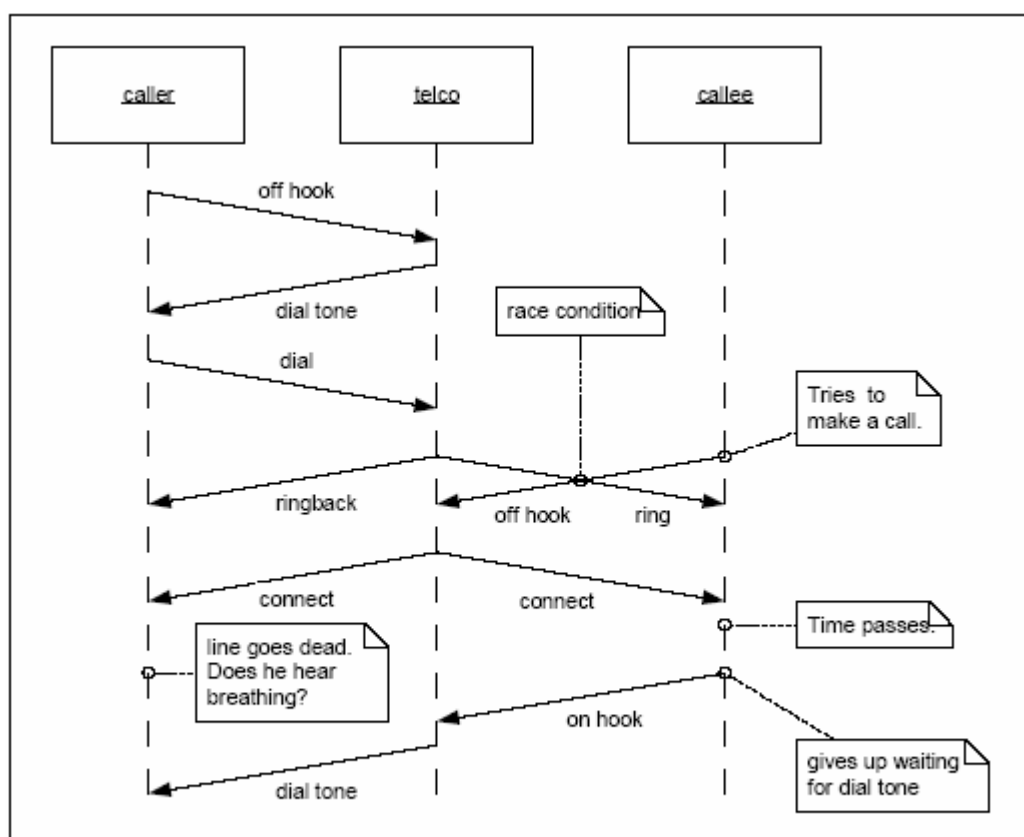 caller
telco
callee
off hook
dial tone
race condition
dial
Tries to
make a call.
ringback
off hook
ring
connect
connect
Time passes.
line goes dead.
Does he hear
breathing?
on hook
gives up waiting
for dial tone
dial tone